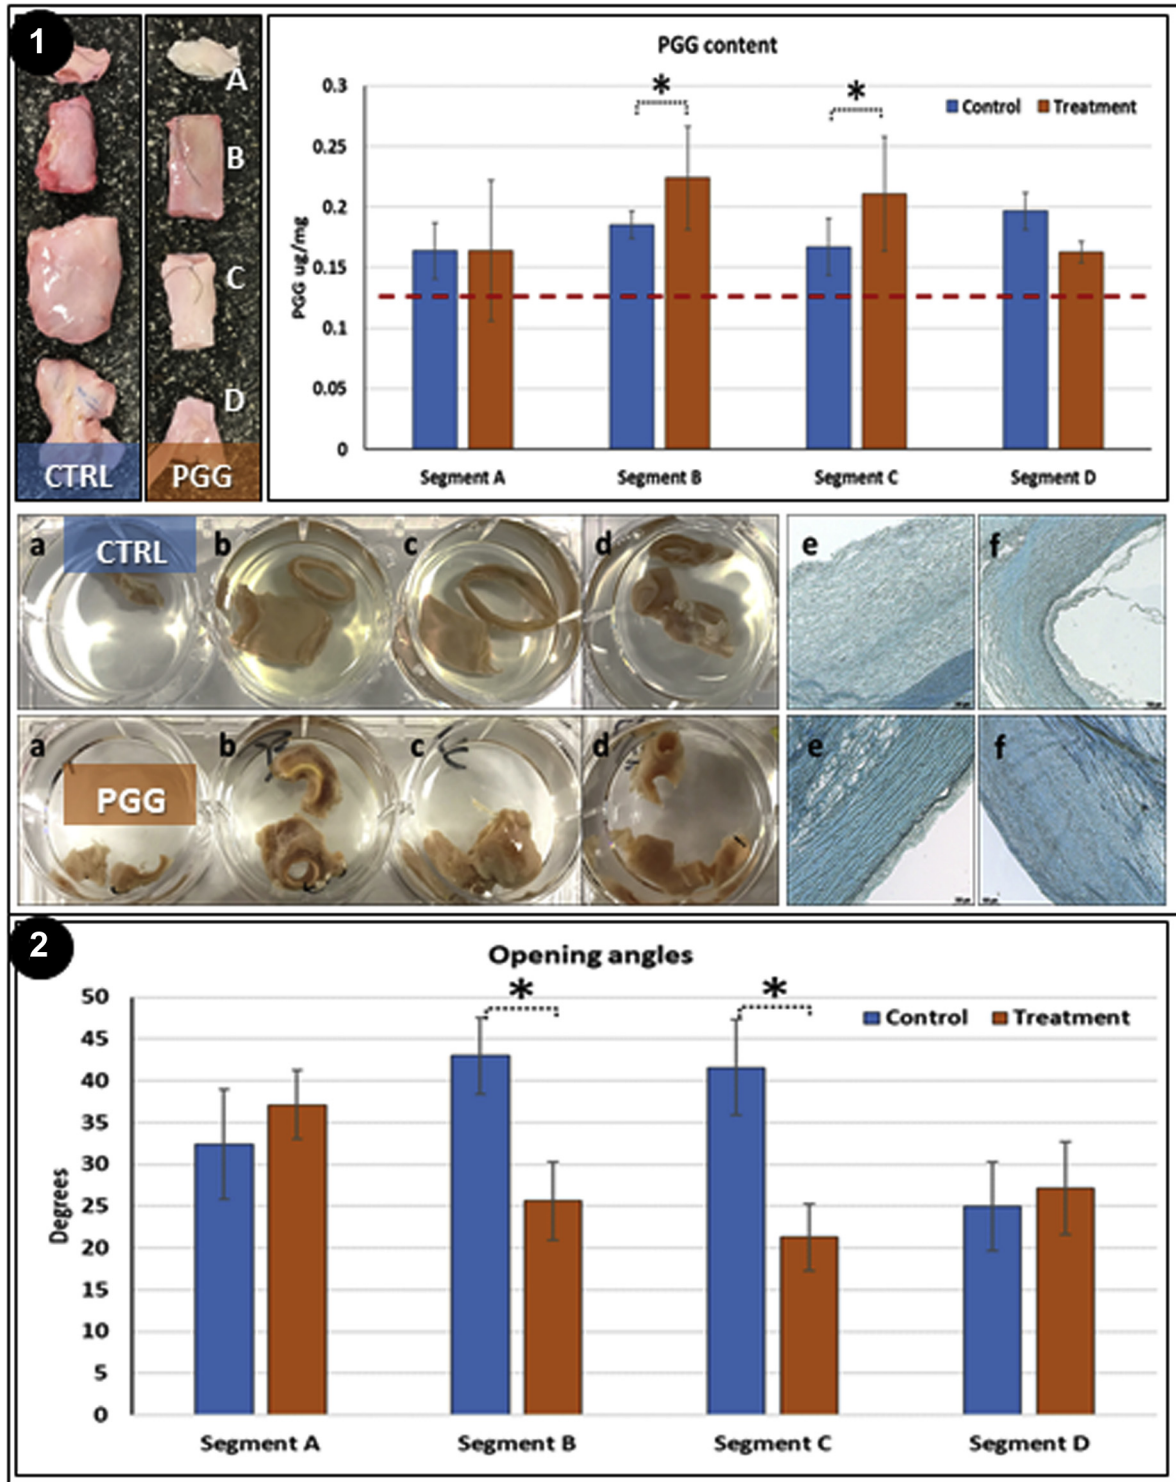 1
A
B
C
D
CTRL
PGG
PGG content
Control
Treatment
PGG ug/mg
0.3
0.25
0.2
0.15
0.1
0.05
0
*
*
Segment A
Segment B
Segment C
Segment D
a
CTRL
b
c
d
e
f
a
PGG
b
c
d
e
f
2
Opening angles
Control
Treatment
Degrees
50
45
40
35
30
25
20
15
10
5
0
*
*
Segment A
Segment B
Segment C
Segment D